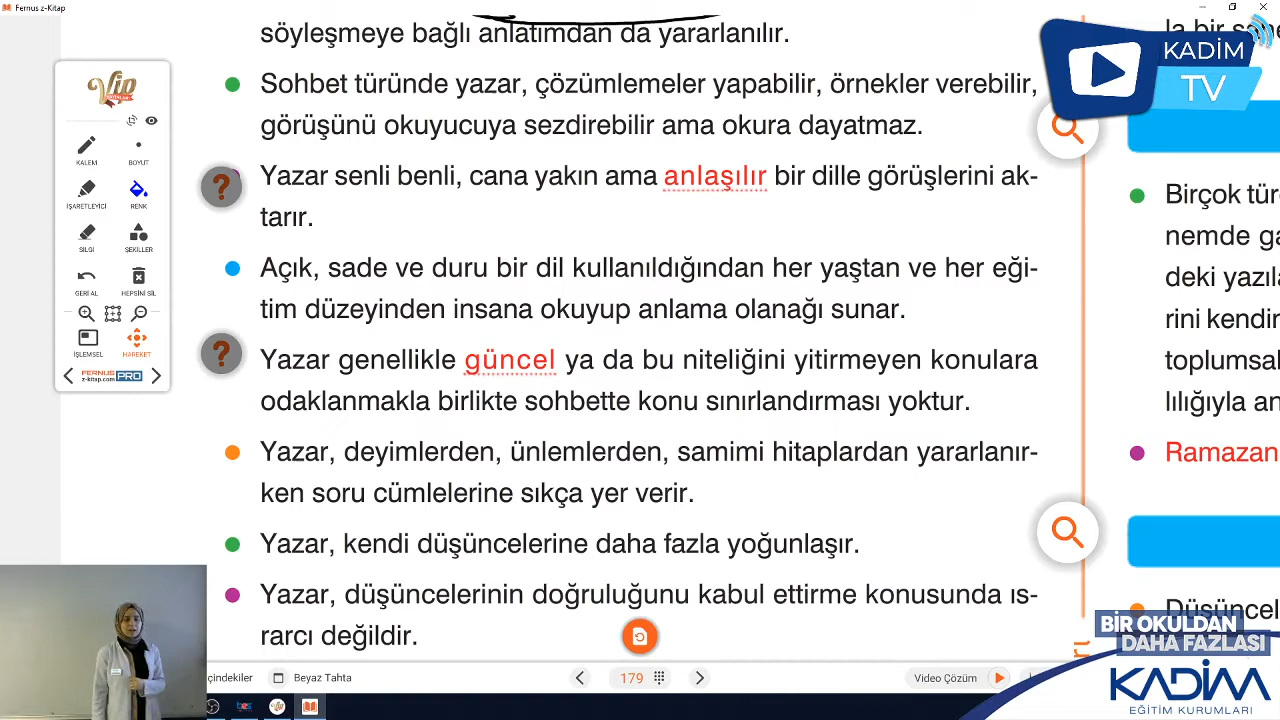 Fernus z-Kitap
söyleşmeye bağlı anlatımdan da yararlanılır.
Sohbet türünde yazar, çözümlemeler yapabilir, örnekler verebilir,
görüşünü okuyucuya sezdirebilir ama okura dayatmaz.
Yazar senli benli, cana yakın ama anlaşılır bir dille görüşlerini ak-
tarır.
Açık, sade ve duru bir dil kullanıldığından her yaştan ve her eği-
tim düzeyinden insana okuyup anlama olanağı sunar.
Yazar genellikle güncel ya da bu niteliğini yitirmeyen konulara
odaklanmakla birlikte sohbette konu sınırlandırması yoktur.
Yazar, deyimlerden, ünlemlerden, samimi hitaplardan yararlanır-
ken soru cümlelerine sıkça yer verir.
Yazar, kendi düşüncelerine daha fazla yoğunlaşır.
Yazar, düşüncelerinin doğruluğunu kabul ettirme konusunda ıs-
rarcı değildir.
Vip
KALEM BOYUT
İŞARETLEYİCİ RENK
SİLGİ ŞEKİLLER
GERİ AL HEPSİNİ SİL
İŞLEMSEL HAREKET
FERNUS
z-kitap.com PRO
? 
?
la bir
KADİM
TV
Birçok tür
nemde ga
deki yazıla
rini kendin
toplumsal
lılığıyla an
Ramazan
Düşüncel
BİR OKULDAN
DAHA FAZLASI
KADİM
EĞİTİM KURUMLARI
çindekiler Beyaz Tahta 179 Video Çözüm